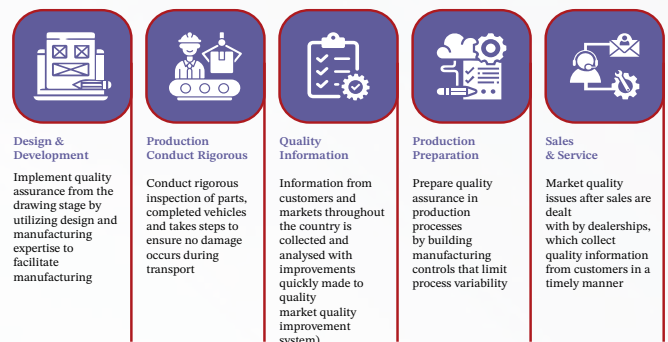 Design &
Development
Implement quality
assurance from the
drawing stage by
utilizing design and
manufacturing
expertise to
facilitate
manufacturing
Production
Conduct Rigorous
Conduct rigorous
inspection of parts,
completed vehicles
and takes steps to
ensure no damage
occurs during
transport
Quality
Information
Information from
customers and
markets throughout
the country is
collected and
analysed with
improvements
quickly made to
quality
market quality
improvement
system)
Production
Preparation
Prepare quality
assurance in
production
processes
by building
manufacturing
controls that limit
process variability
Sales
& Service
Market quality
issues after sales are
dealt
with by dealerships,
which collect
quality information
from customers in a
timely manner